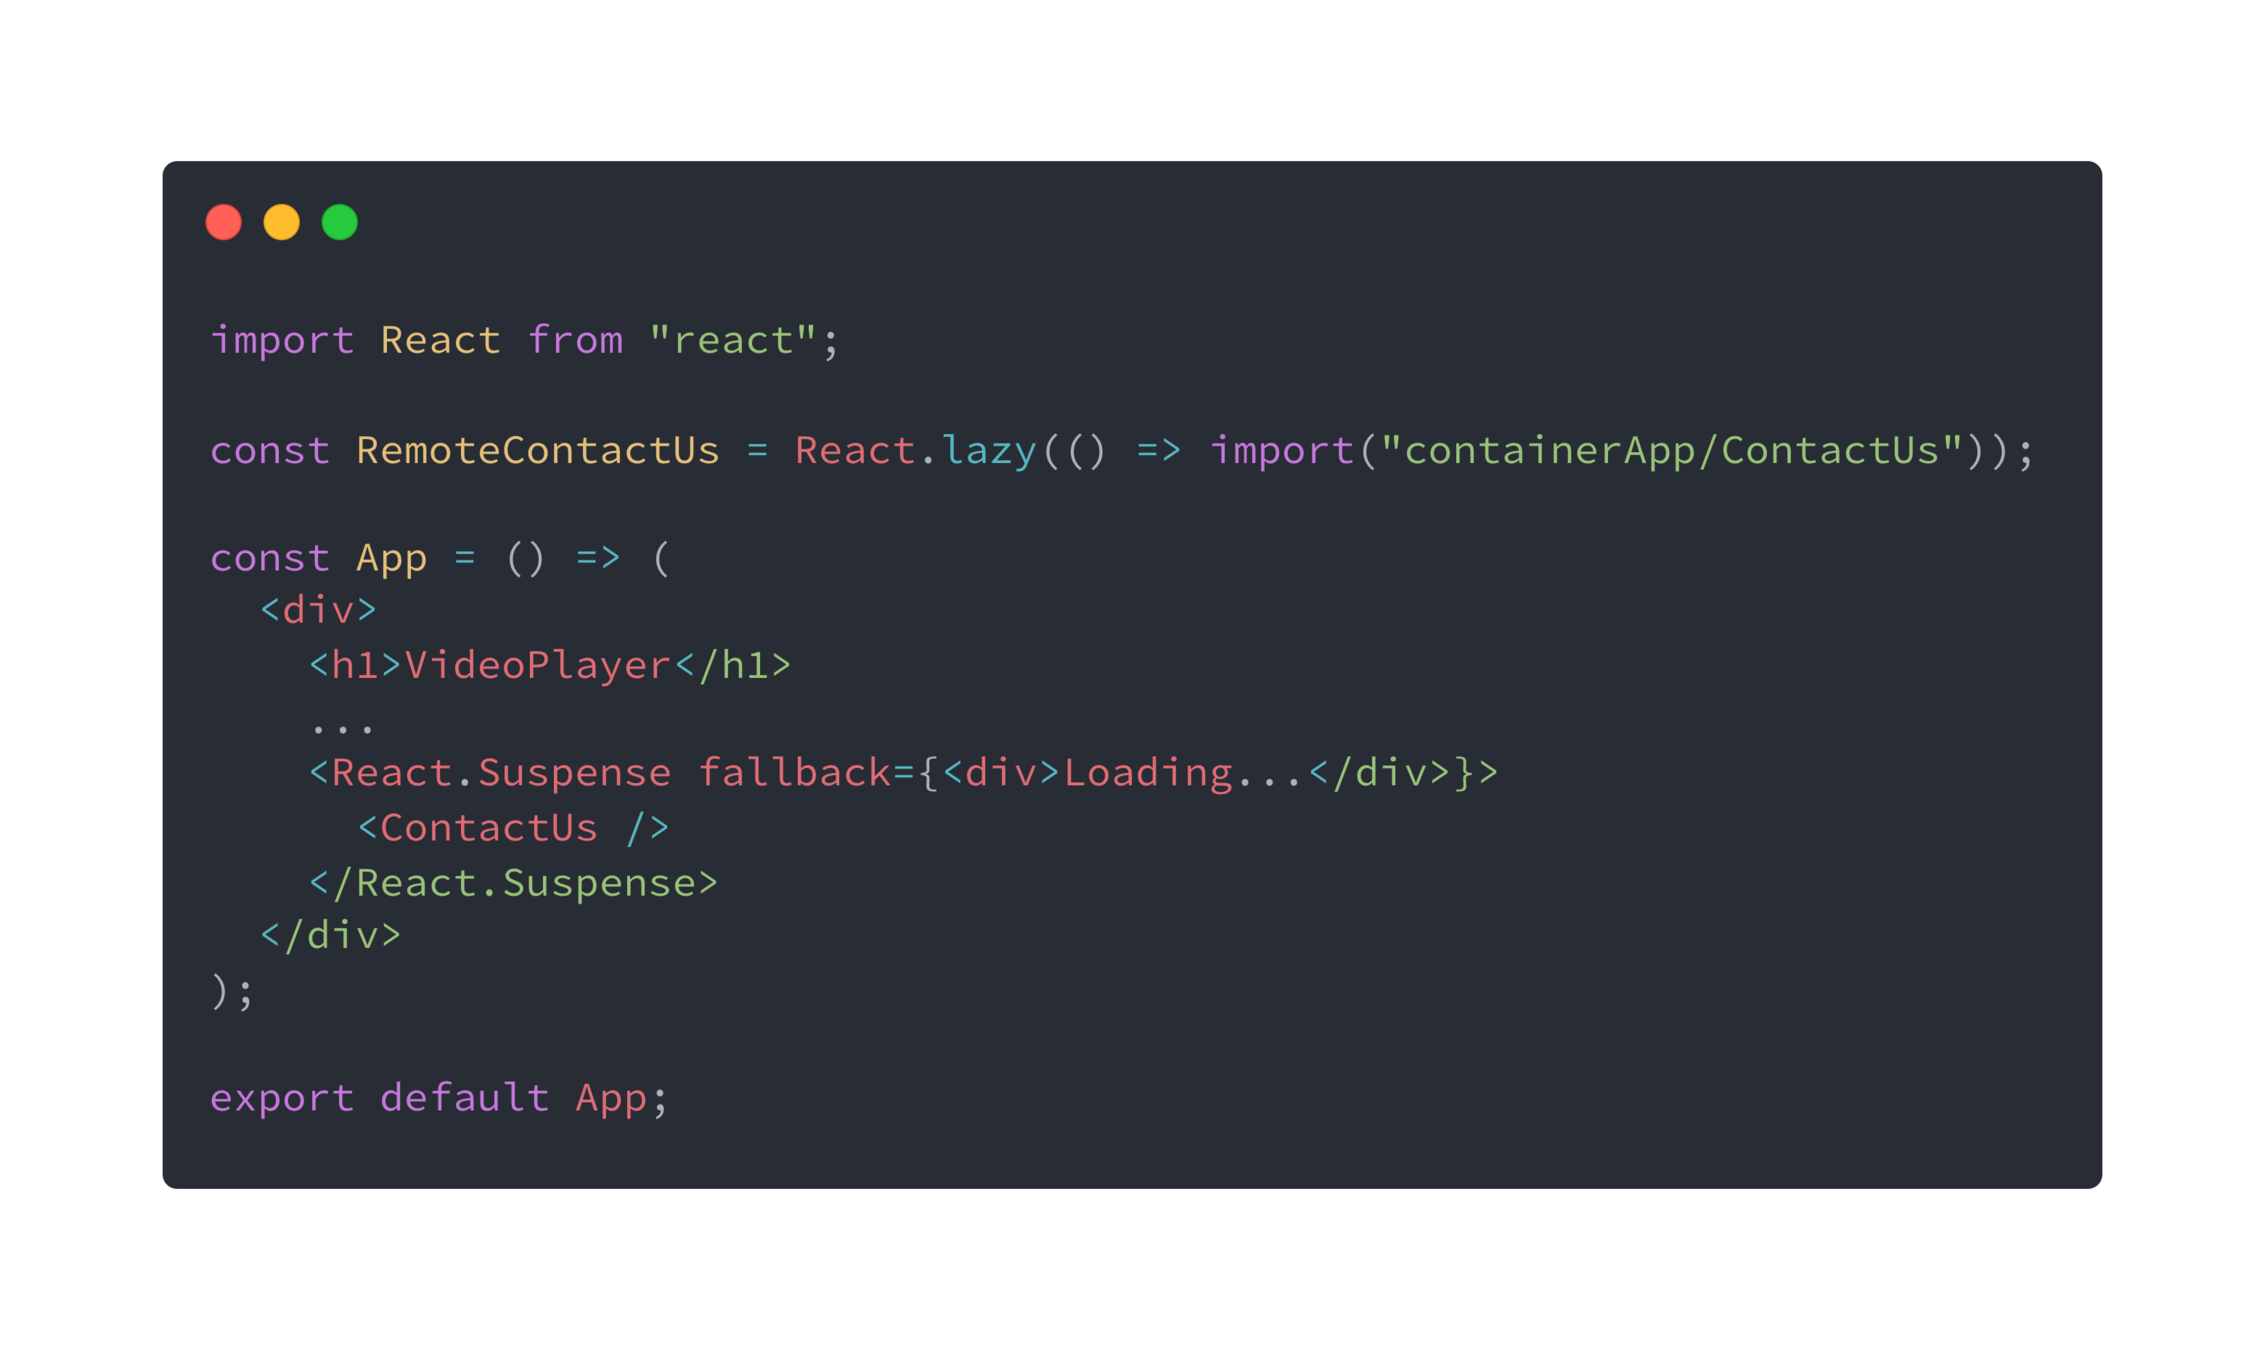 import React from "react";

const RemoteContactUs = React.lazy(() => import("containerApp/ContactUs"));

const App = () => (
  <div>
    <h1>VideoPlayer</h1>
    ...
    <React.Suspense fallback={<div>Loading...</div>}>
      <ContactUs />
    </React.Suspense>
  </div>
);

export default App;